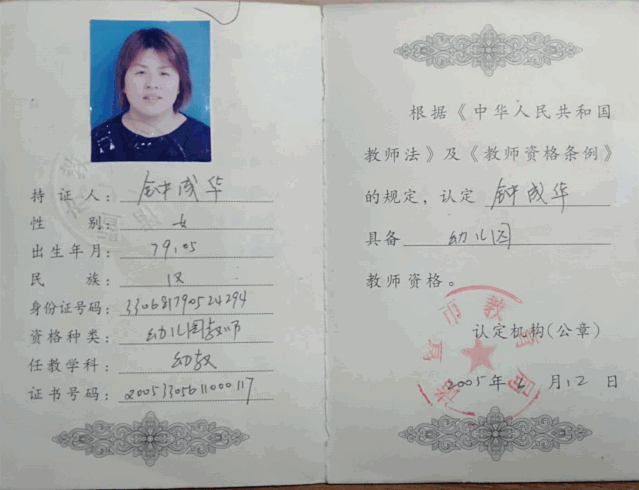 持证人：钟成华
性别：女
出生年月：79.05
民族：汉
身份证号码：330681790524294
资格种类：幼儿园教师
任教学科：幼教
证书号码：20053305611000117
根据《中华人民共和国
教师法》及《教师资格条例》
的规定，认定 钟成华
具备 幼儿园
教师资格。
认定机构(公章)
2005年6月12日
市教育局